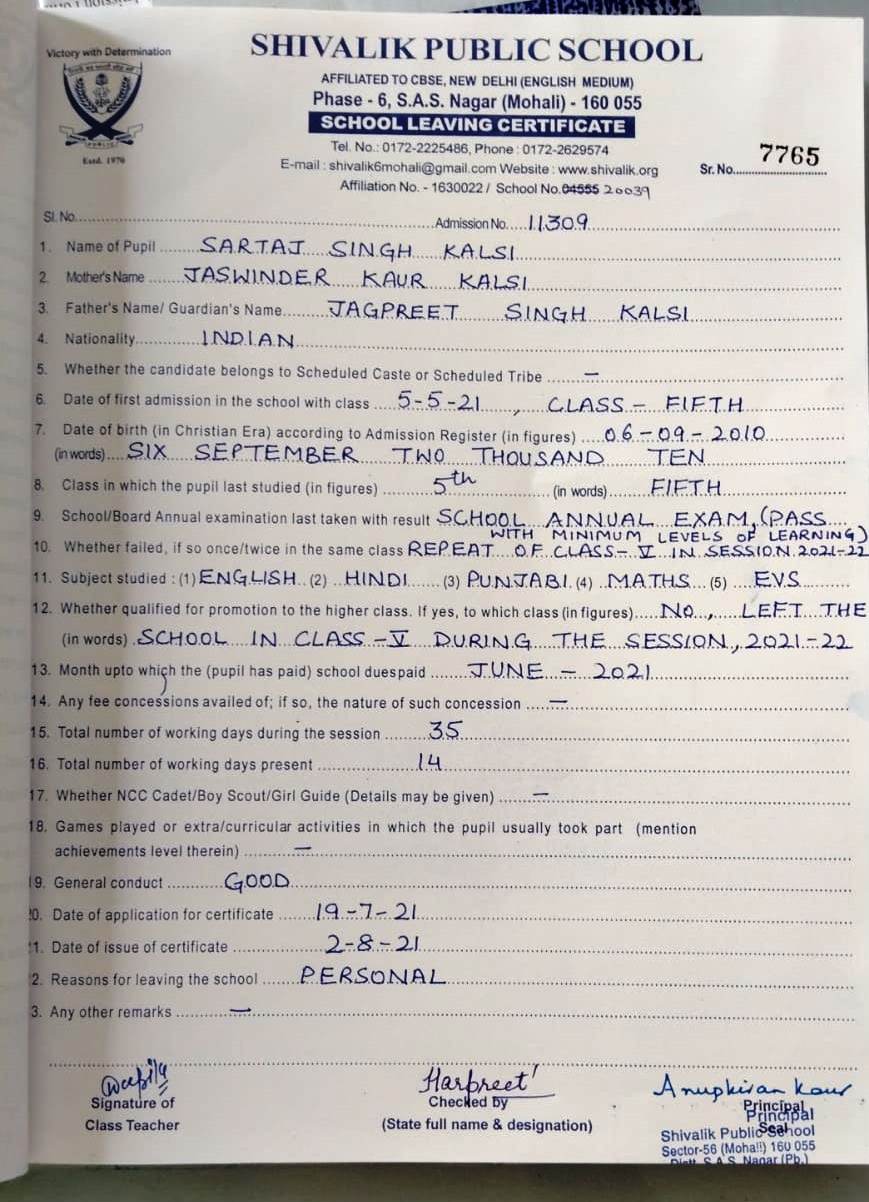 Victory with Determination
PUBLIC
Estd. 1970
SHIVALIK PUBLIC SCHOOL
AFFILIATED TO CBSE, NEW DELHI (ENGLISH MEDIUM)
Phase - 6, S.A.S. Nagar (Mohali) - 160 055
SCHOOL LEAVING CERTIFICATE
Tel. No.: 0172-2225486, Phone : 0172-2629574
E-mail : shivalik6mohali@gmail.com Website : www.shivalik.org
Sr. No. 7765
Affiliation No. - 1630022 / School No. 04555 20039
Sl. No. Admission No. 11309
1. Name of Pupil SARTAJ SINGH KALSI
2. Mother's Name JASWINDER KAUR KALSI
3. Father's Name/ Guardian's Name JAGPREET SINGH KALSI
4. Nationality INDIAN
5. Whether the candidate belongs to Scheduled Caste or Scheduled Tribe —
6. Date of first admission in the school with class 5-5-21, CLASS - FIFTH
7. Date of birth (in Christian Era) according to Admission Register (in figures) 06-09-2010
(in words) SIX SEPTEMBER TWO THOUSAND TEN
8. Class in which the pupil last studied (in figures) 5th (in words) FIFTH
9. School/Board Annual examination last taken with result SCHOOL ANNUAL EXAM, (PASS
WITH MINIMUM LEVELS OF LEARNING)
10. Whether failed, if so once/twice in the same class REPEAT OF CLASS-V IN SESSION 2021-22
11. Subject studied : (1) ENGLISH (2) HINDI (3) PUNJABI (4) MATHS (5) EVS
12. Whether qualified for promotion to the higher class. If yes, to which class (in figures) NO, LEFT THE
(in words) SCHOOL IN CLASS-V DURING THE SESSION, 2021-22
13. Month upto which the (pupil has paid) school duespaid JUNE - 2021
14. Any fee concessions availed of; if so, the nature of such concession —
15. Total number of working days during the session 35
16. Total number of working days present 14
17. Whether NCC Cadet/Boy Scout/Girl Guide (Details may be given) —
18. Games played or extra/curricular activities in which the pupil usually took part (mention
achievements level therein) —
19. General conduct GOOD
20. Date of application for certificate 19-7-21
21. Date of issue of certificate 2-8-21
2. Reasons for leaving the school PERSONAL
3. Any other remarks —
Harpreet
Anupkiran Kaur
Signature of
Class Teacher
Checked by
(State full name & designation)
Principal
Seal
Principal
Shivalik Public School
Sector-56 (Mohali) 160 055
Distt. S.A.S. Nagar (Pb.)